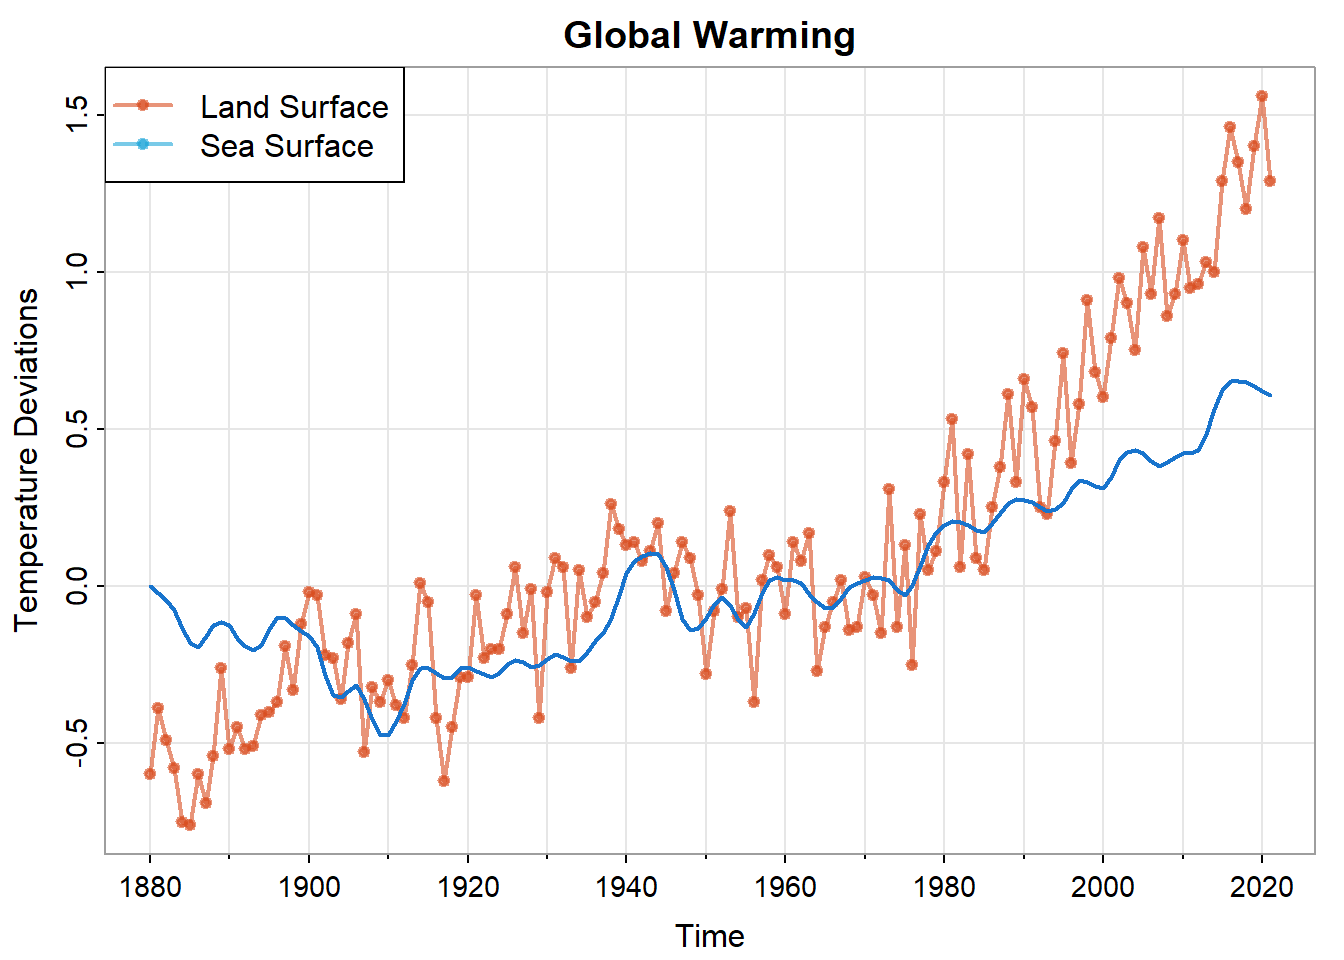 Global Warming
Land Surface
Sea Surface
Temperature Deviations
1.5
1.0
0.5
0.0
-0.5
1880 1900 1920 1940 1960 1980 2000 2020
Time